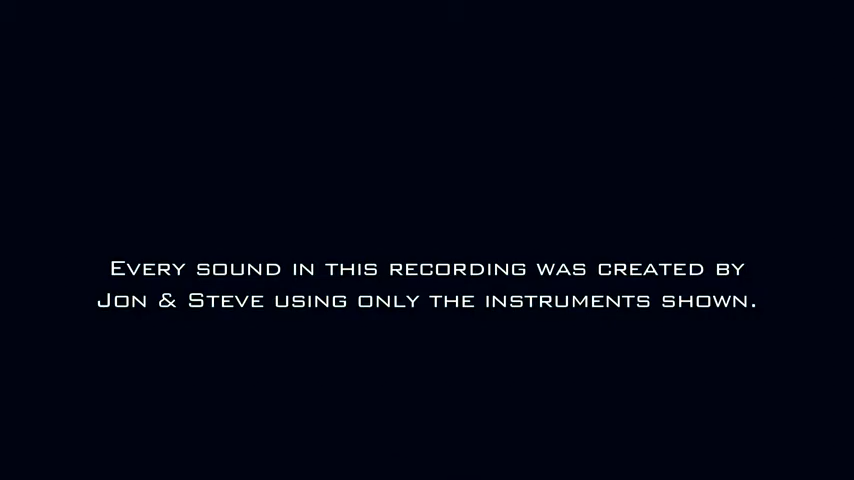 Every sound in this recording was created by
Jon & Steve using only the instruments shown.